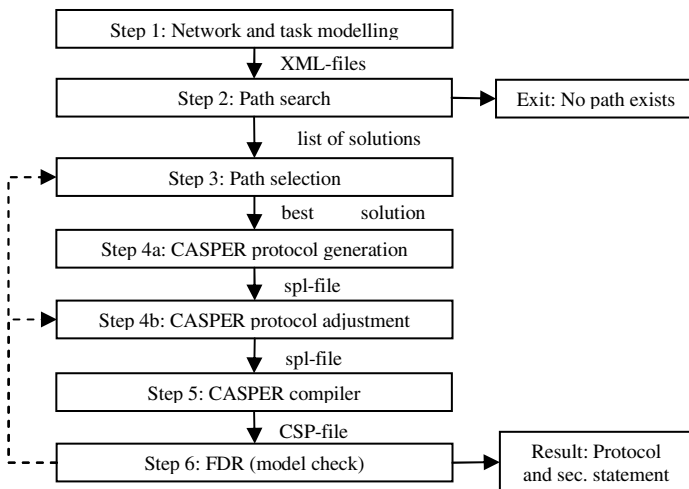 Step 1: Network and task modelling
XML-files
Step 2: Path search
Exit: No path exists
list of solutions
Step 3: Path selection
best solution
Step 4a: CASPER protocol generation
spl-file
Step 4b: CASPER protocol adjustment
spl-file
Step 5: CASPER compiler
CSP-file
Step 6: FDR (model check)
Result: Protocol
and sec. statement